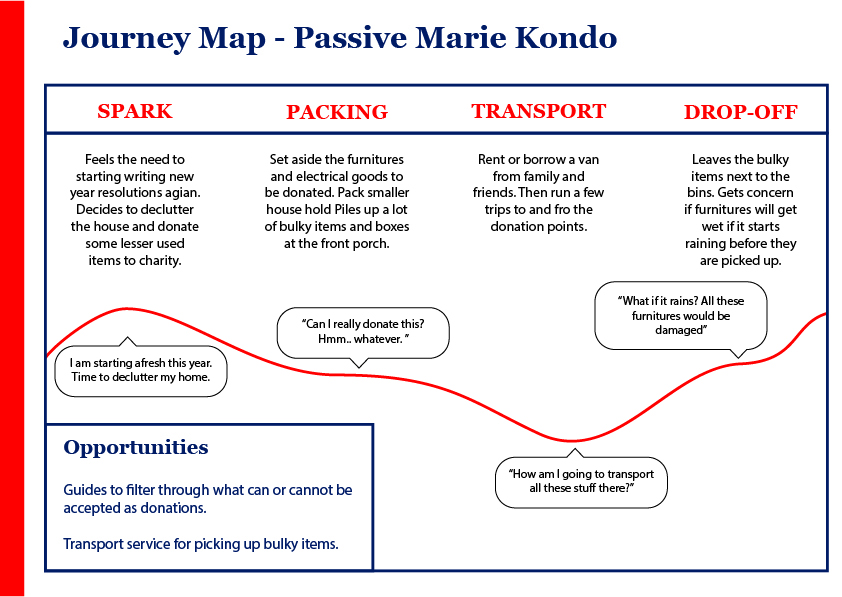 Journey Map - Passive Marie Kondo
SPARK
PACKING
TRANSPORT
DROP-OFF
Feels the need to
starting writing new
year resolutions agian.
Decides to declutter
the house and donate
some lesser used
items to charity.
Set aside the furnitures
and electrical goods to
be donated. Pack smaller
house hold Piles up a lot
of bulky items and boxes
at the front porch.
Rent or borrow a van
from family and
friends. Then run a few
trips to and fro the
donation points.
Leaves the bulky
items next to the
bins. Gets concern
if furnitures will get
wet if it starts
raining before they
are picked up.
I am starting afresh this year.
Time to declutter my home.
“Can I really donate this?
Hmm.. whatever. ”
“How am I going to transport
all these stuff there?”
“What if it rains? All these
furnitures would be
damaged”
Opportunities
Guides to filter through what can or cannot be
accepted as donations.
Transport service for picking up bulky items.